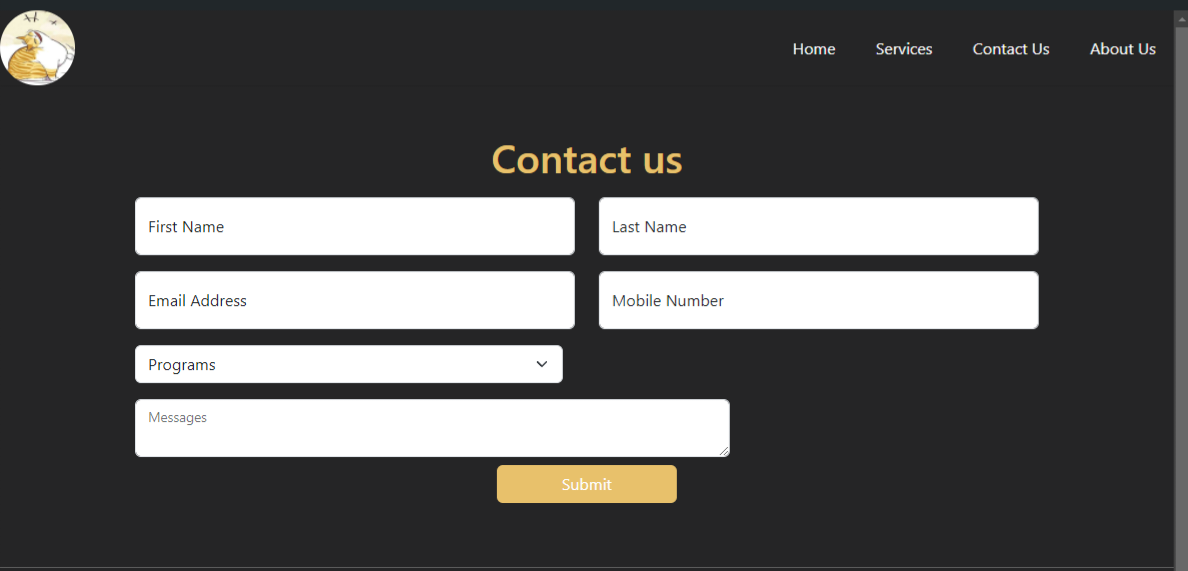 Home Services Contact Us About Us
Contact us
First Name Last Name
Email Address Mobile Number
Programs
Messages
Submit